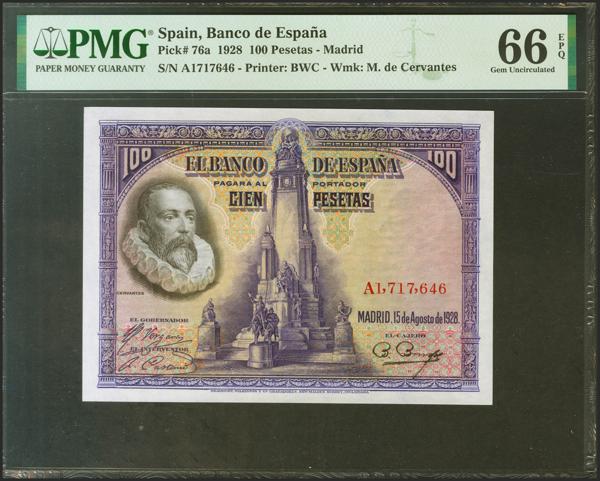 PMG
PAPER MONEY GUARANTY
Spain, Banco de España
Pick# 76a 1928 100 Pesetas - Madrid
S/N A1717646 - Printer: BWC - Wmk: M. de Cervantes
66 EPQ
Gem Uncirculated
100 100
EL BANCO DE ESPAÑA
PAGARÁ AL PORTADOR
CIEN PESETAS
A1,717,646
CERVANTES
MADRID, 15 de Agosto de 1928.
EL GOBERNADOR
EL CAJERO
EL INTERVENTOR